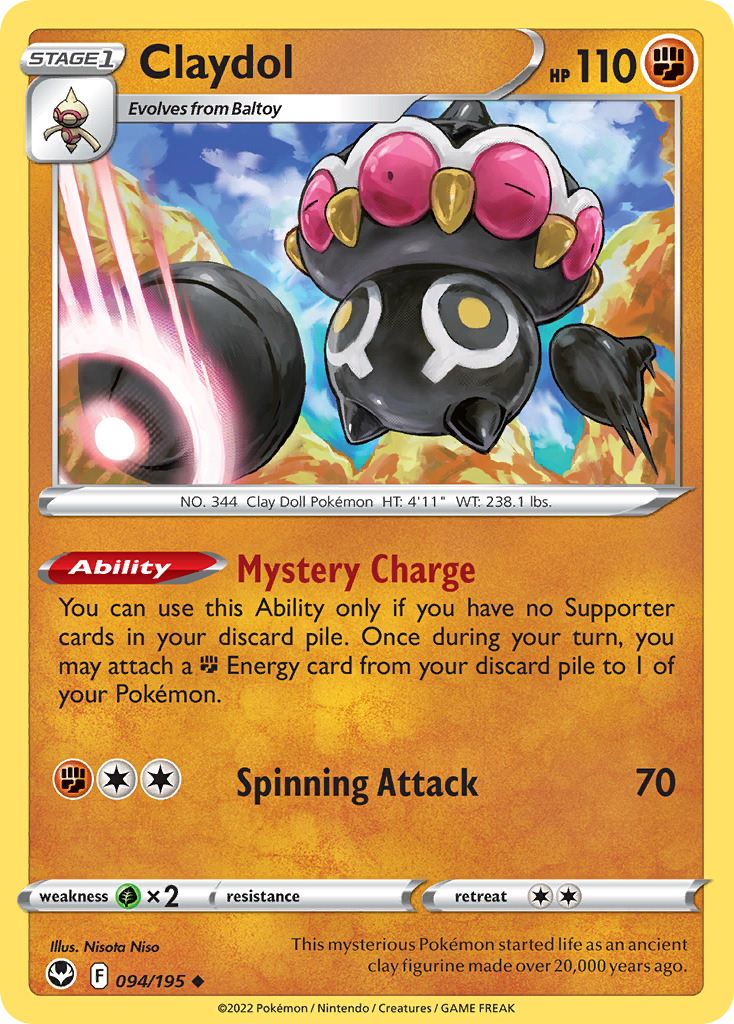 STAGE1
Claydol
HP 110
Evolves from Baltoy
NO. 344 Clay Doll Pokémon HT: 4'11" WT: 238.1 lbs.
Ability Mystery Charge
You can use this Ability only if you have no Supporter
cards in your discard pile. Once during your turn, you
may attach a Energy card from your discard pile to 1 of
your Pokémon.
Spinning Attack 70
weakness ×2 resistance retreat
Illus. Nisota Niso
This mysterious Pokémon started life as an ancient
clay figurine made over 20,000 years ago.
F 094/195
©2022 Pokémon / Nintendo / Creatures / GAME FREAK